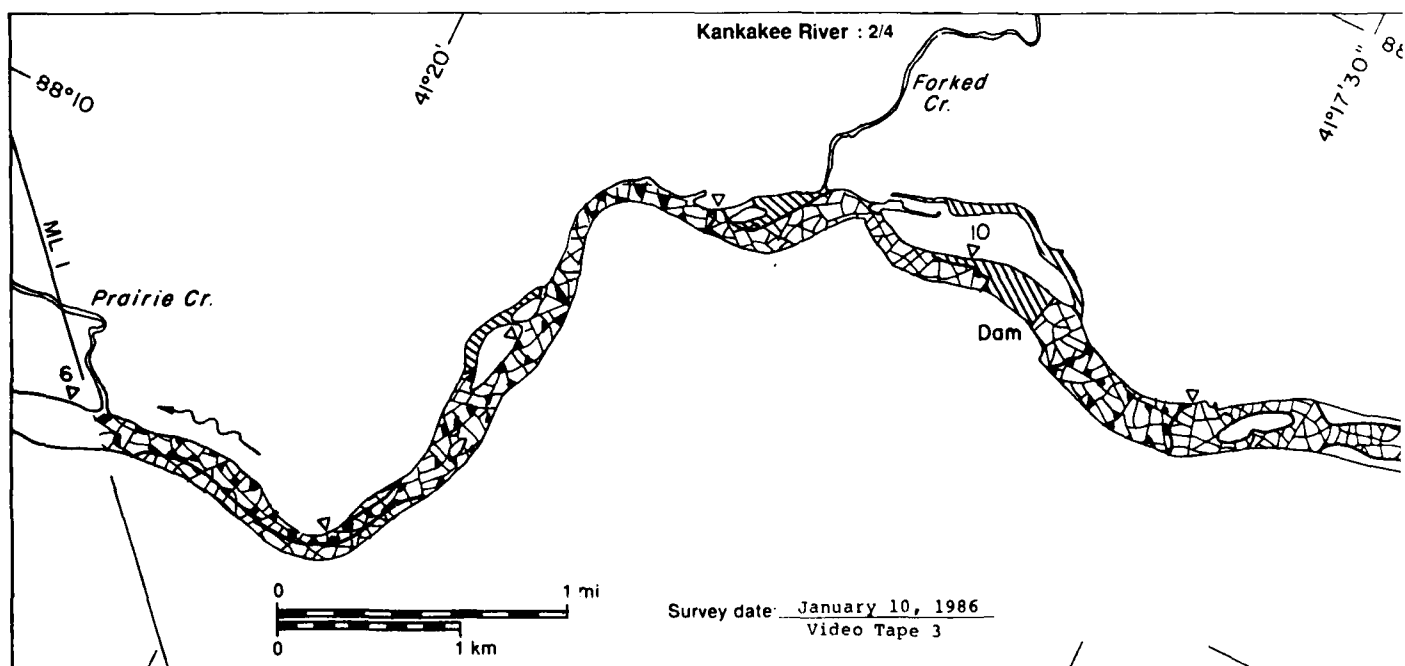 Kankakee River : 2/4
88°10
41°20'
Forked
Cr.
41°17'30"
88
ML I
Prairie Cr.
6
10
Dam
0 1 mi
0 1 km
Survey date: January 10, 1986
Video Tape 3